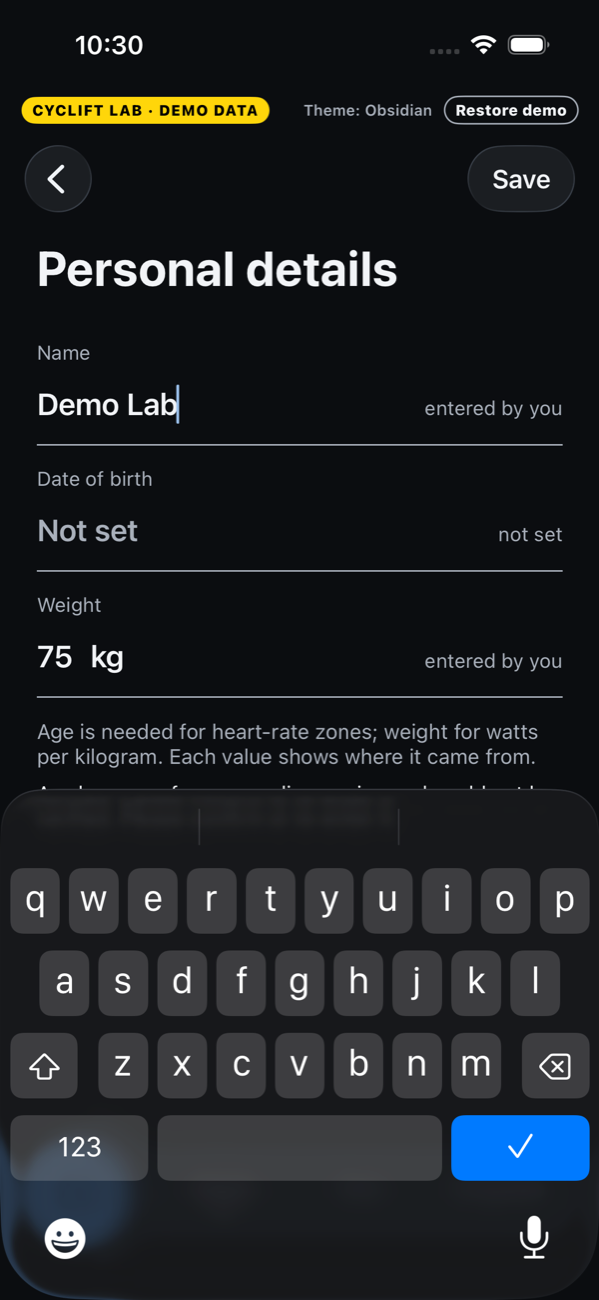 10:30
CYCLIFT LAB · DEMO DATA
Theme: Obsidian
Restore demo
Save
Personal details
Name
Demo Lab
entered by you
Date of birth
Not set
not set
Weight
75 kg
entered by you
Age is needed for heart-rate zones; weight for watts
per kilogram. Each value shows where it came from.
q w e r t y u i o p
a s d f g h j k l
z x c v b n m
123